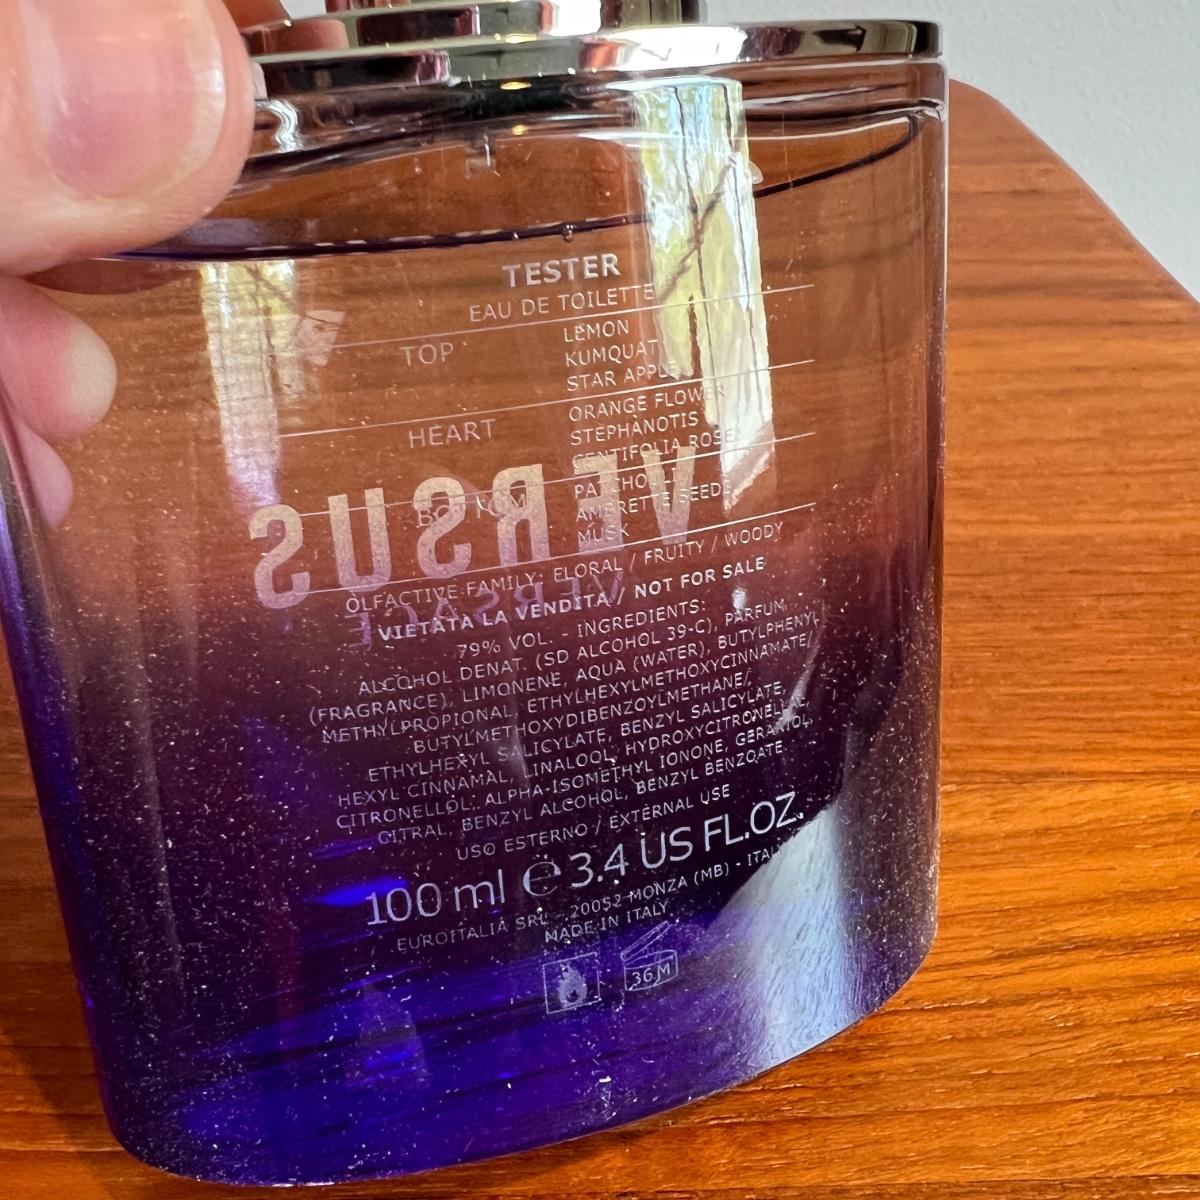 TESTER
EAU DE TOILETTE
TOP
LEMON
KUMQUAT
STAR APPLE
HEART
ORANGE FLOWER
STEPHANOTIS
CENTIFOLIA ROSE
BOTTOM
PATCHOULI
AMBRETTE SEEDS
MUSK
VERSUS
VERSACE
OLFACTIVE FAMILY: FLORAL / FRUITY / WOODY
VIETATA LA VENDITA / NOT FOR SALE
79% VOL. - INGREDIENTS:
ALCOHOL DENAT. (SD ALCOHOL 39-C), PARFUM
(FRAGRANCE), LIMONENE, AQUA (WATER), BUTYLPHENYL
METHYLPROPIONAL, ETHYLHEXYLMETHOXYCINNAMATE/
BUTYLMETHOXYDIBENZOYLMETHANE/
ETHYLHEXYL SALICYLATE, BENZYL SALICYLATE,
HEXYL CINNAMAL, LINALOOL, HYDROXYCITRONELLAL,
CITRONELLOL, ALPHA-ISOMETHYL IONONE, GERANIOL,
CITRAL, BENZYL ALCOHOL, BENZYL BENZOATE.
USO ESTERNO / EXTERNAL USE
100 ml e 3.4 US FL.OZ.
EUROITALIA SRL - 20052 MONZA (MB) - ITALY
MADE IN ITALY
36M